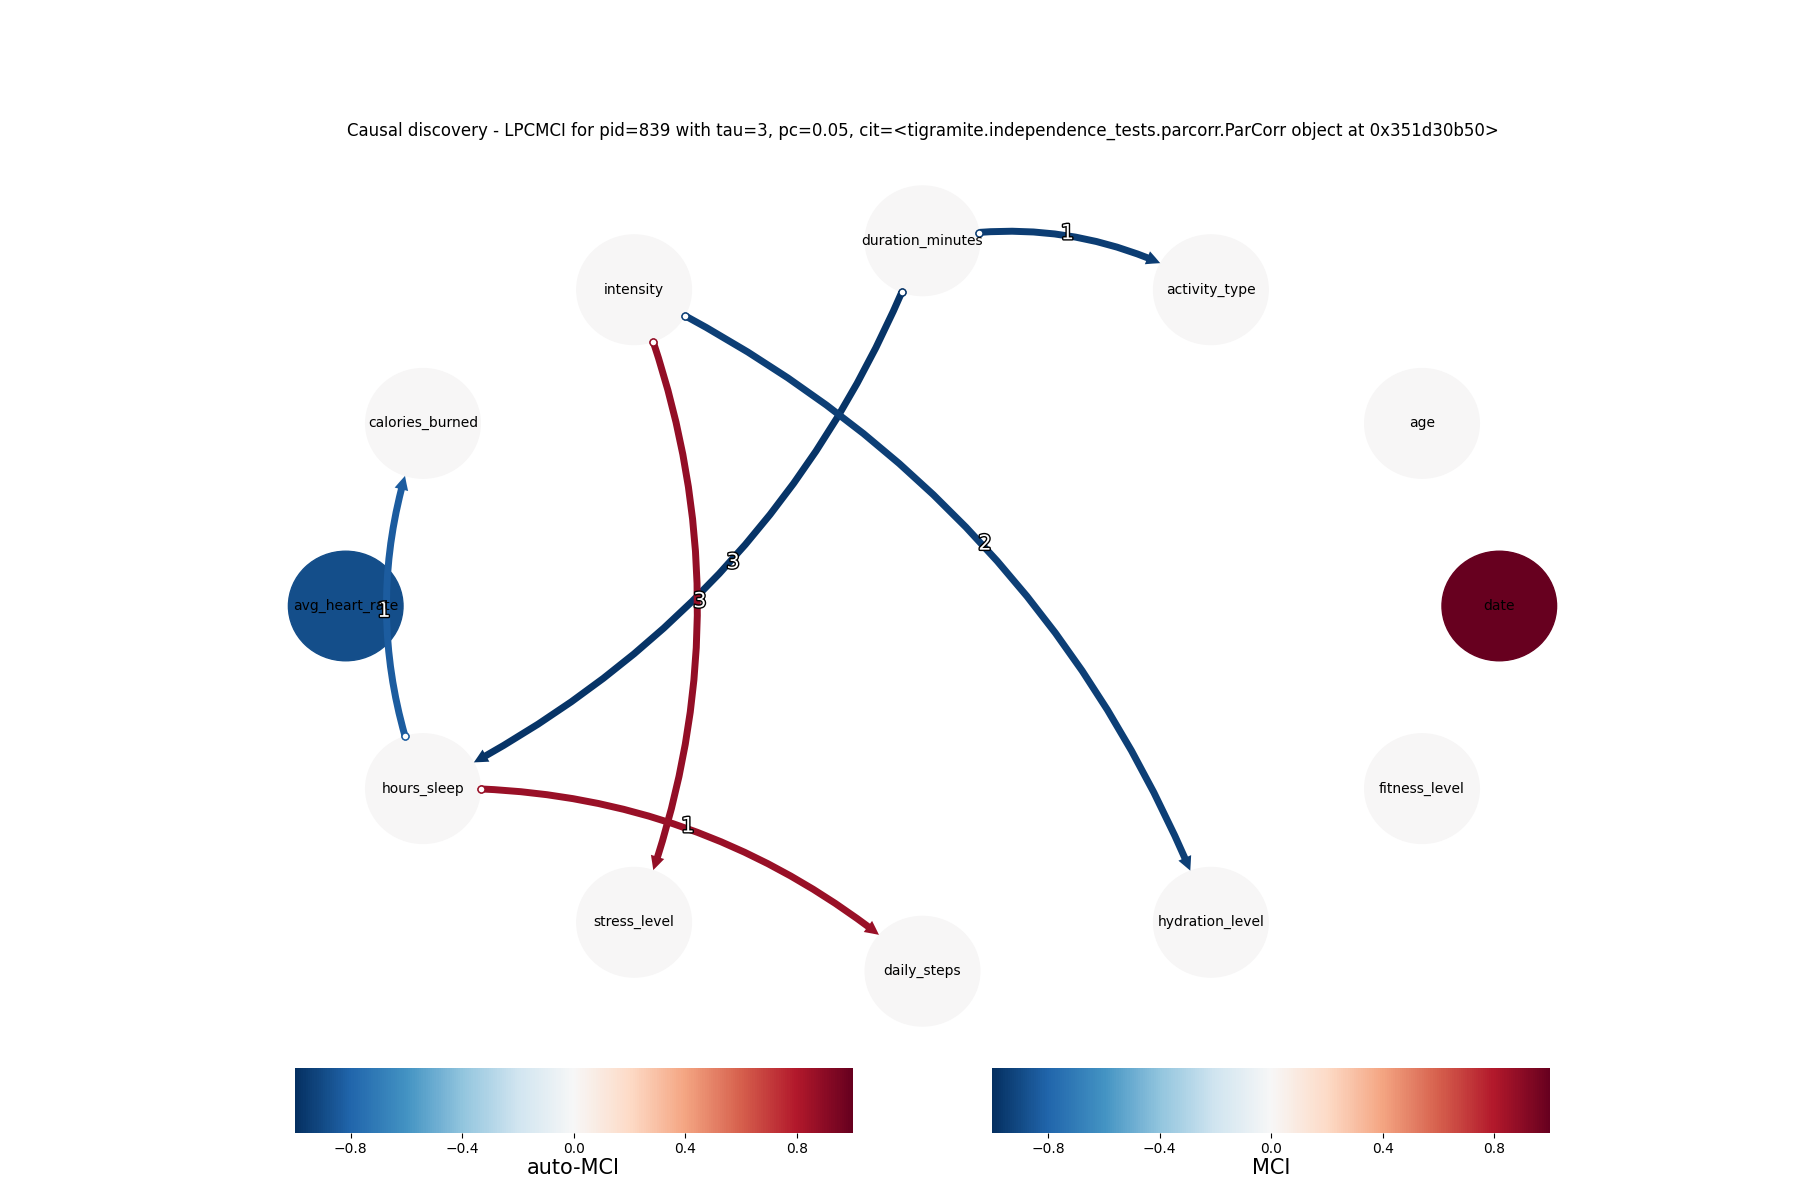 Causal discovery - LPCMCI for pid=839 with tau=3, pc=0.05, cit=<tigramite.independence_tests.parcorr.ParCorr object at 0x351d30b50>
duration_minutes
1
intensity
activity_type
calories_burned
age
2
3
3
avg_heart_rate
1
date
hours_sleep
fitness_level
1
stress_level
hydration_level
daily_steps
−0.8 −0.4 0.0 0.4 0.8
auto-MCI
−0.8 −0.4 0.0 0.4 0.8
MCI